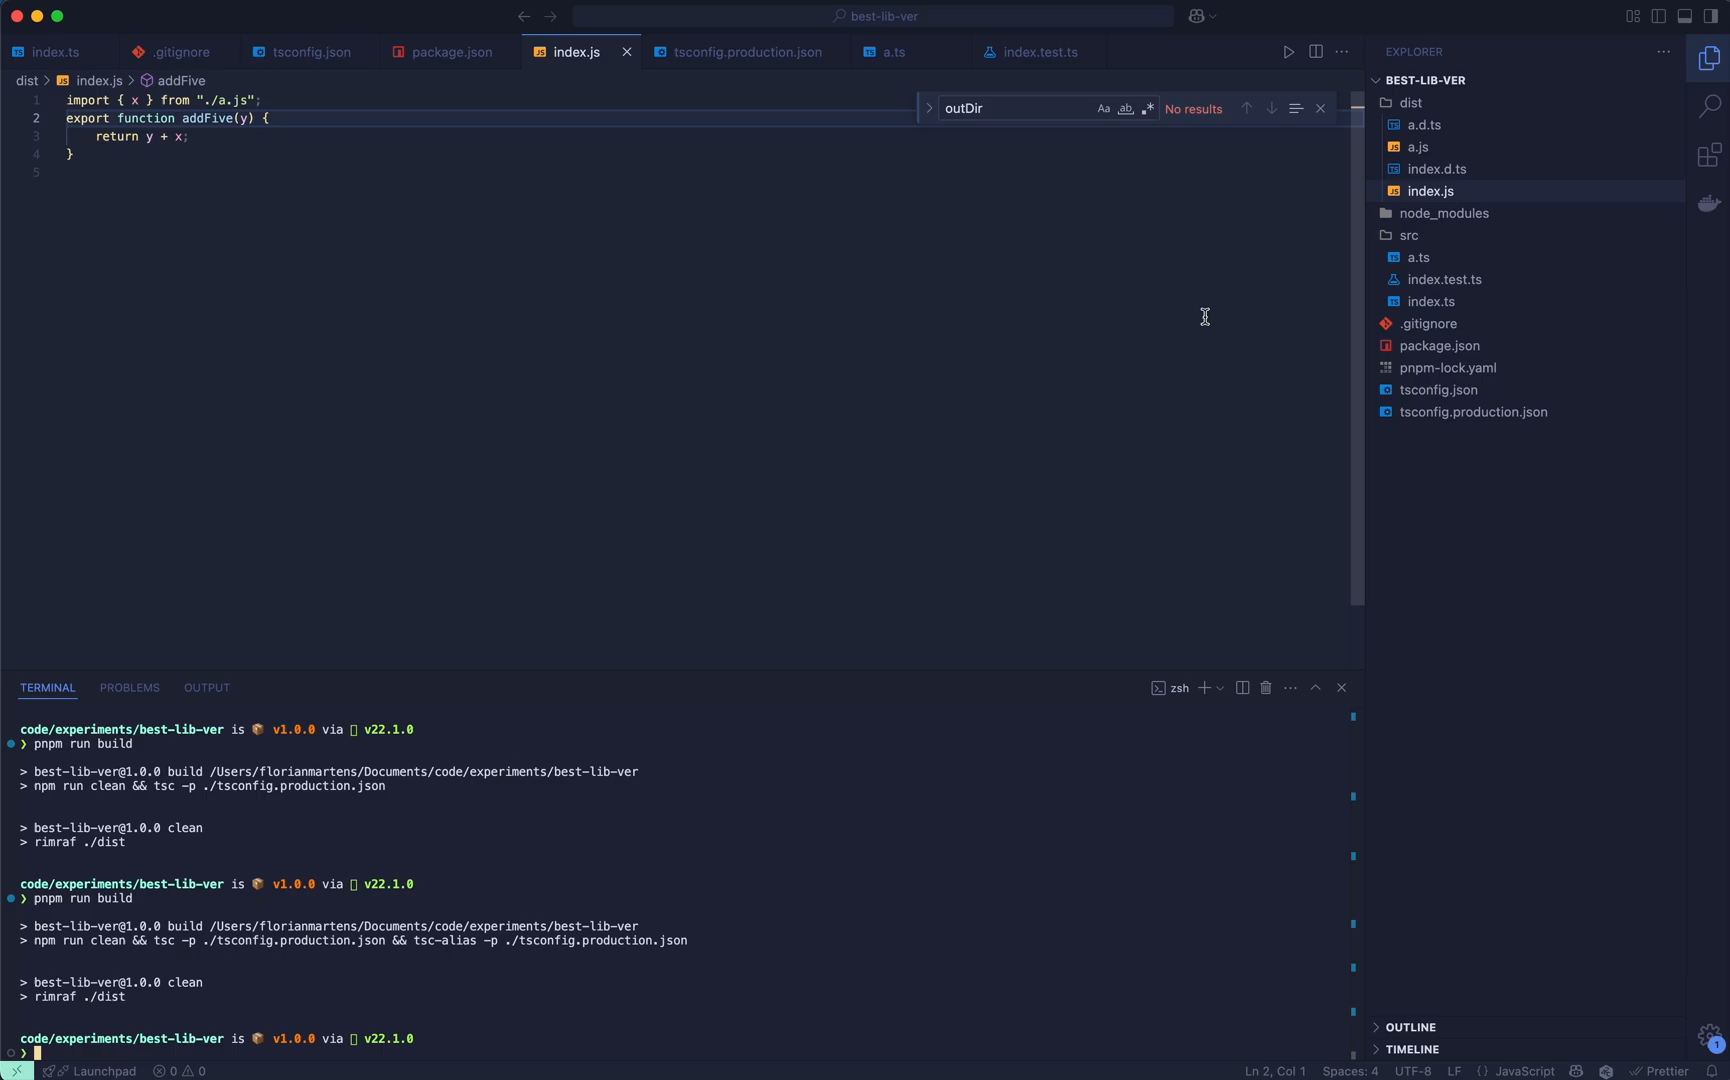 best-lib-ver
index.ts
.gitignore
tsconfig.json
package.json
index.js
tsconfig.production.json
a.ts
index.test.ts
dist > index.js > addFive
1 import { x } from "./a.js";
2 export function addFive(y) {
3 return y + x;
4 }
5
outDir
Aa ab .* No results
EXPLORER
BEST-LIB-VER
dist
a.d.ts
a.js
index.d.ts
index.js
node_modules
src
a.ts
index.test.ts
index.ts
.gitignore
package.json
pnpm-lock.yaml
tsconfig.json
tsconfig.production.json
OUTLINE
TIMELINE
TERMINAL PROBLEMS OUTPUT
zsh
code/experiments/best-lib-ver is 📦 v1.0.0 via v22.1.0
❯ pnpm run build
> best-lib-ver@1.0.0 build /Users/florianmartens/Documents/code/experiments/best-lib-ver
> npm run clean && tsc -p ./tsconfig.production.json
> best-lib-ver@1.0.0 clean
> rimraf ./dist
code/experiments/best-lib-ver is 📦 v1.0.0 via v22.1.0
❯ pnpm run build
> best-lib-ver@1.0.0 build /Users/florianmartens/Documents/code/experiments/best-lib-ver
> npm run clean && tsc -p ./tsconfig.production.json && tsc-alias -p ./tsconfig.production.json
> best-lib-ver@1.0.0 clean
> rimraf ./dist
code/experiments/best-lib-ver is 📦 v1.0.0 via v22.1.0
❯
1
Launchpad 0 0
Ln 2, Col 1 Spaces: 4 UTF-8 LF {} JavaScript Prettier